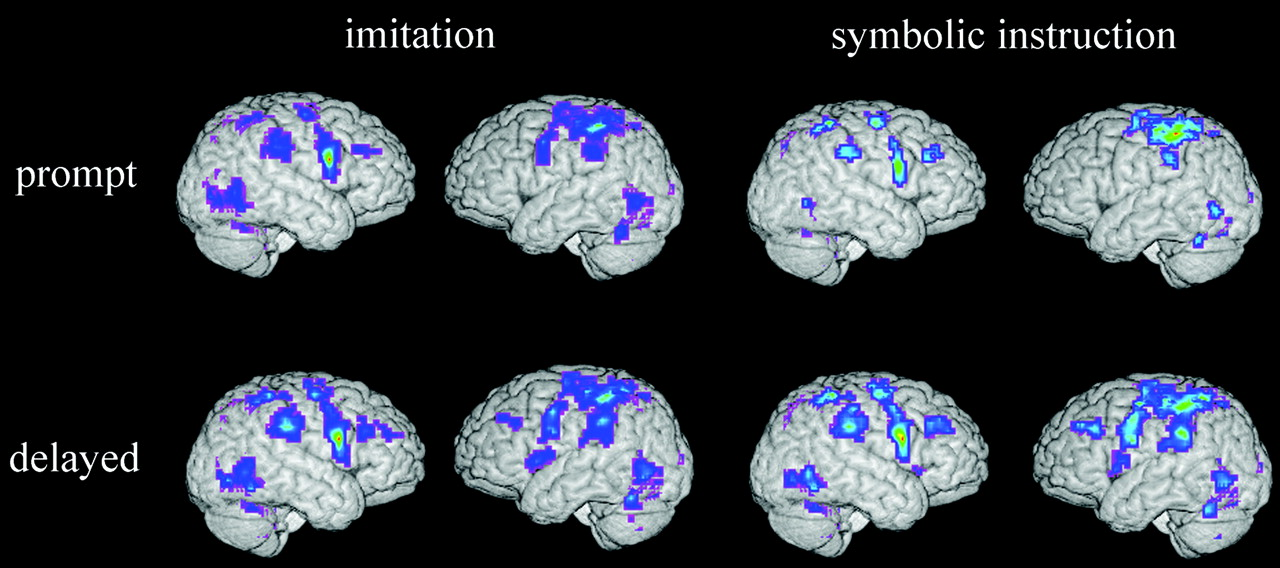 imitation
symbolic instruction
prompt
delayed